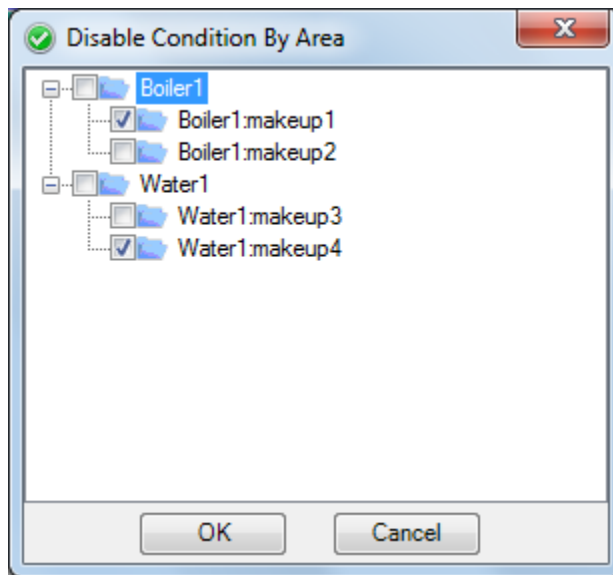 Disable Condition By Area
Boiler1
Boiler1:makeup1
Boiler1:makeup2
Water1
Water1:makeup3
Water1:makeup4
OK
Cancel